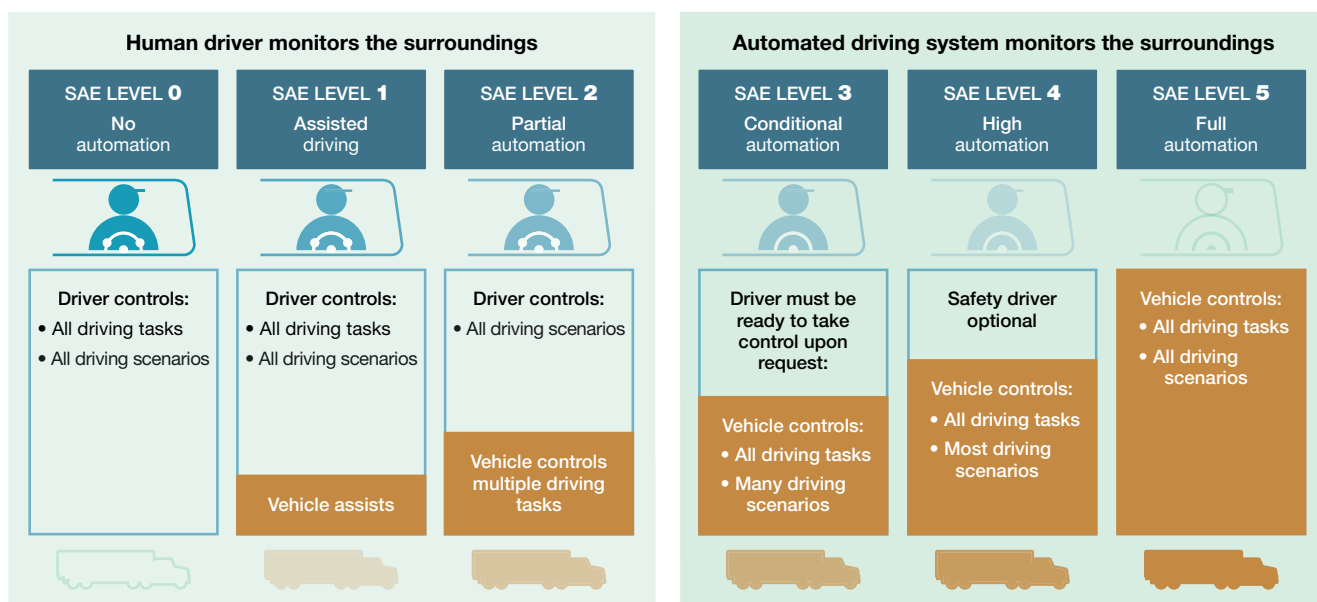 Human driver monitors the surroundings
SAE LEVEL 0
No
automation
SAE LEVEL 1
Assisted
driving
SAE LEVEL 2
Partial
automation
Driver controls:
• All driving tasks
• All driving scenarios
Driver controls:
• All driving tasks
• All driving scenarios
Vehicle assists
Driver controls:
• All driving scenarios
Vehicle controls
multiple driving
tasks
Automated driving system monitors the surroundings
SAE LEVEL 3
Conditional
automation
SAE LEVEL 4
High
automation
SAE LEVEL 5
Full
automation
Driver must be
ready to take
control upon
request:
Vehicle controls:
• All driving tasks
• Many driving
scenarios
Safety driver
optional
Vehicle controls:
• All driving tasks
• Most driving
scenarios
Vehicle controls:
• All driving tasks
• All driving
scenarios